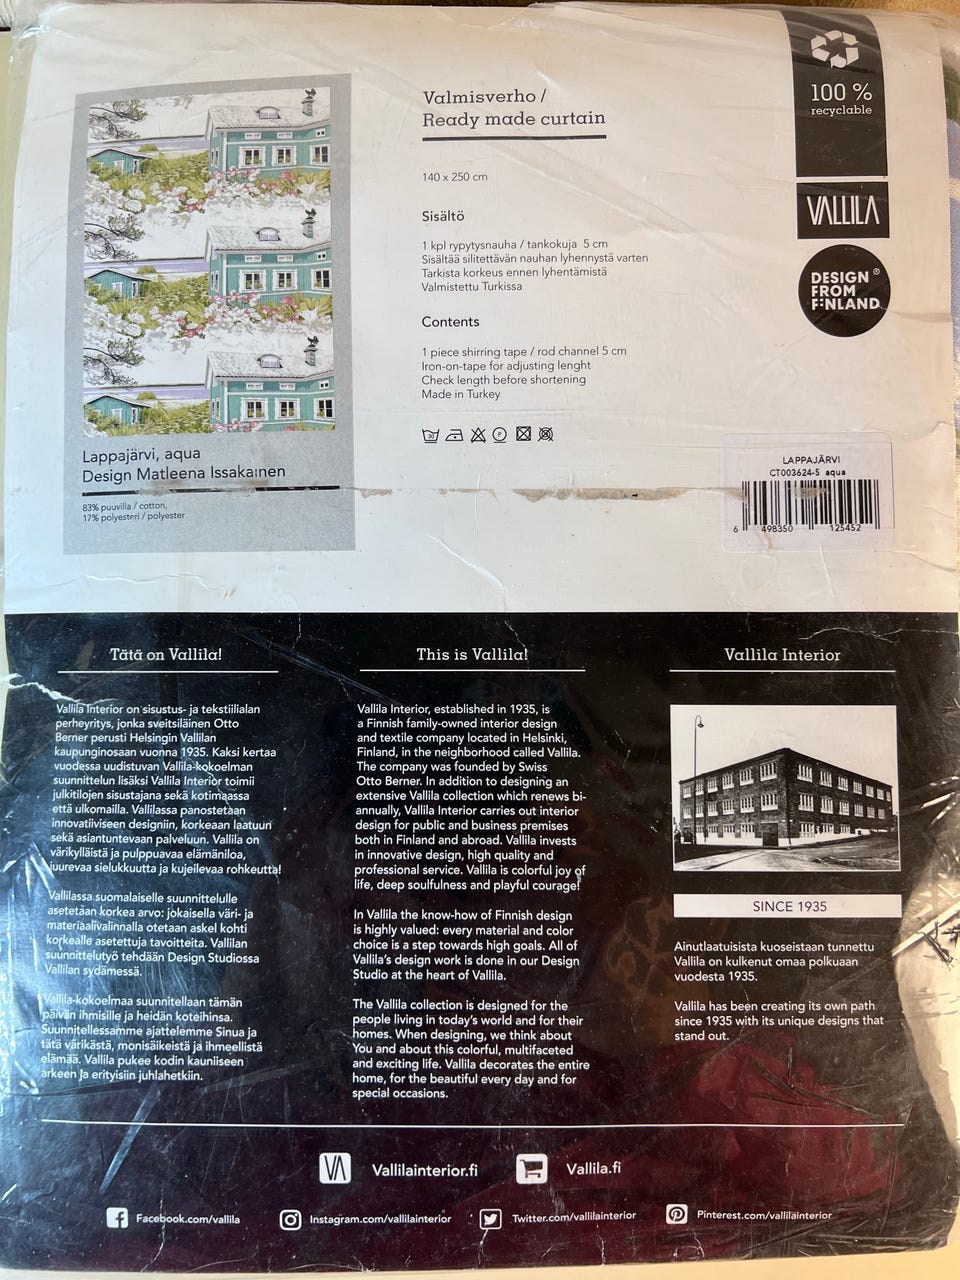 Valmisverho /
Ready made curtain
140 x 250 cm
Sisältö
1 kpl rypytysnauha / tankokuja 5 cm
Sisältää silitettävän nauhan lyhennystä varten
Tarkista korkeus ennen lyhentämistä
Valmistettu Turkissa
Contents
1 piece shirring tape / rod channel 5 cm
Iron-on-tape for adjusting lenght
Check length before shortening
Made in Turkey
30
P
100 %
recyclable
VALLILA
DESIGN ®
FROM
FINLAND
Lappajärvi, aqua
Design Matleena Issakainen
83% puuvilla / cotton,
17% polyesteri / polyester
LAPPAJÄRVI
CT003624-5 aqua
6 498350 125452
Tätä on Vallila!
Vallila Interior on sisustus- ja tekstiilialan
perheyritys, jonka sveitsiläinen Otto
Berner perusti Helsingin Vallilan
kaupunginosaan vuonna 1935. Kaksi kertaa
vuodessa uudistuvan Vallila-kokoelman
suunnittelun lisäksi Vallila Interior toimii
julkitilojen sisustajana sekä kotimaassa
että ulkomailla. Vallilassa panostetaan
innovatiiviseen designiin, korkeaan laatuun
sekä asiantuntevaan palveluun. Vallila on
värikylläistä ja pulppuavaa elämäniloa,
juurevaa sielukkuutta ja kujeilevaa rohkeutta!
Vallilassa suomalaiselle suunnittelulle
asetetaan korkea arvo: jokaisella väri- ja
materiaalivalinnalla otetaan askel kohti
korkealle asetettuja tavoitteita. Vallilan
suunnittelutyö tehdään Design Studiossa
Vallilan sydämessä.
Vallila-kokoelmaa suunnitellaan tämän
päivän ihmisille ja heidän koteihinsa.
Suunnitellessamme ajattelemme Sinua ja
tätä värikästä, monisäikeistä ja ihmeellistä
elämää. Vallila pukee kodin kauniiseen
arkeen ja erityisiin juhlahetkiin.
This is Vallila!
Vallila Interior, established in 1935, is
a Finnish family-owned interior design
and textile company located in Helsinki,
Finland, in the neighborhood called Vallila.
The company was founded by Swiss
Otto Berner. In addition to designing an
extensive Vallila collection which renews bi-
annually, Vallila Interior carries out interior
design for public and business premises
both in Finland and abroad. Vallila invests
in innovative design, high quality and
professional service. Vallila is colorful joy of
life, deep soulfulness and playful courage!
In Vallila the know-how of Finnish design
is highly valued: every material and color
choice is a step towards high goals. All of
Vallila's design work is done in our Design
Studio at the heart of Vallila.
The Vallila collection is designed for the
people living in today's world and for their
homes. When designing, we think about
You and about this colorful, multifaceted
and exciting life. Vallila decorates the entire
home, for the beautiful every day and for
special occasions.
Vallila Interior
SINCE 1935
Ainutlaatuisista kuoseistaan tunnettu
Vallila on kulkenut omaa polkuaan
vuodesta 1935.
Vallila has been creating its own path
since 1935 with its unique designs that
stand out.
VA Vallilainterior.fi Vallila.fi
Facebook.com/vallila Instagram.com/vallilainterior Twitter.com/vallilainterior Pinterest.com/vallilainterior